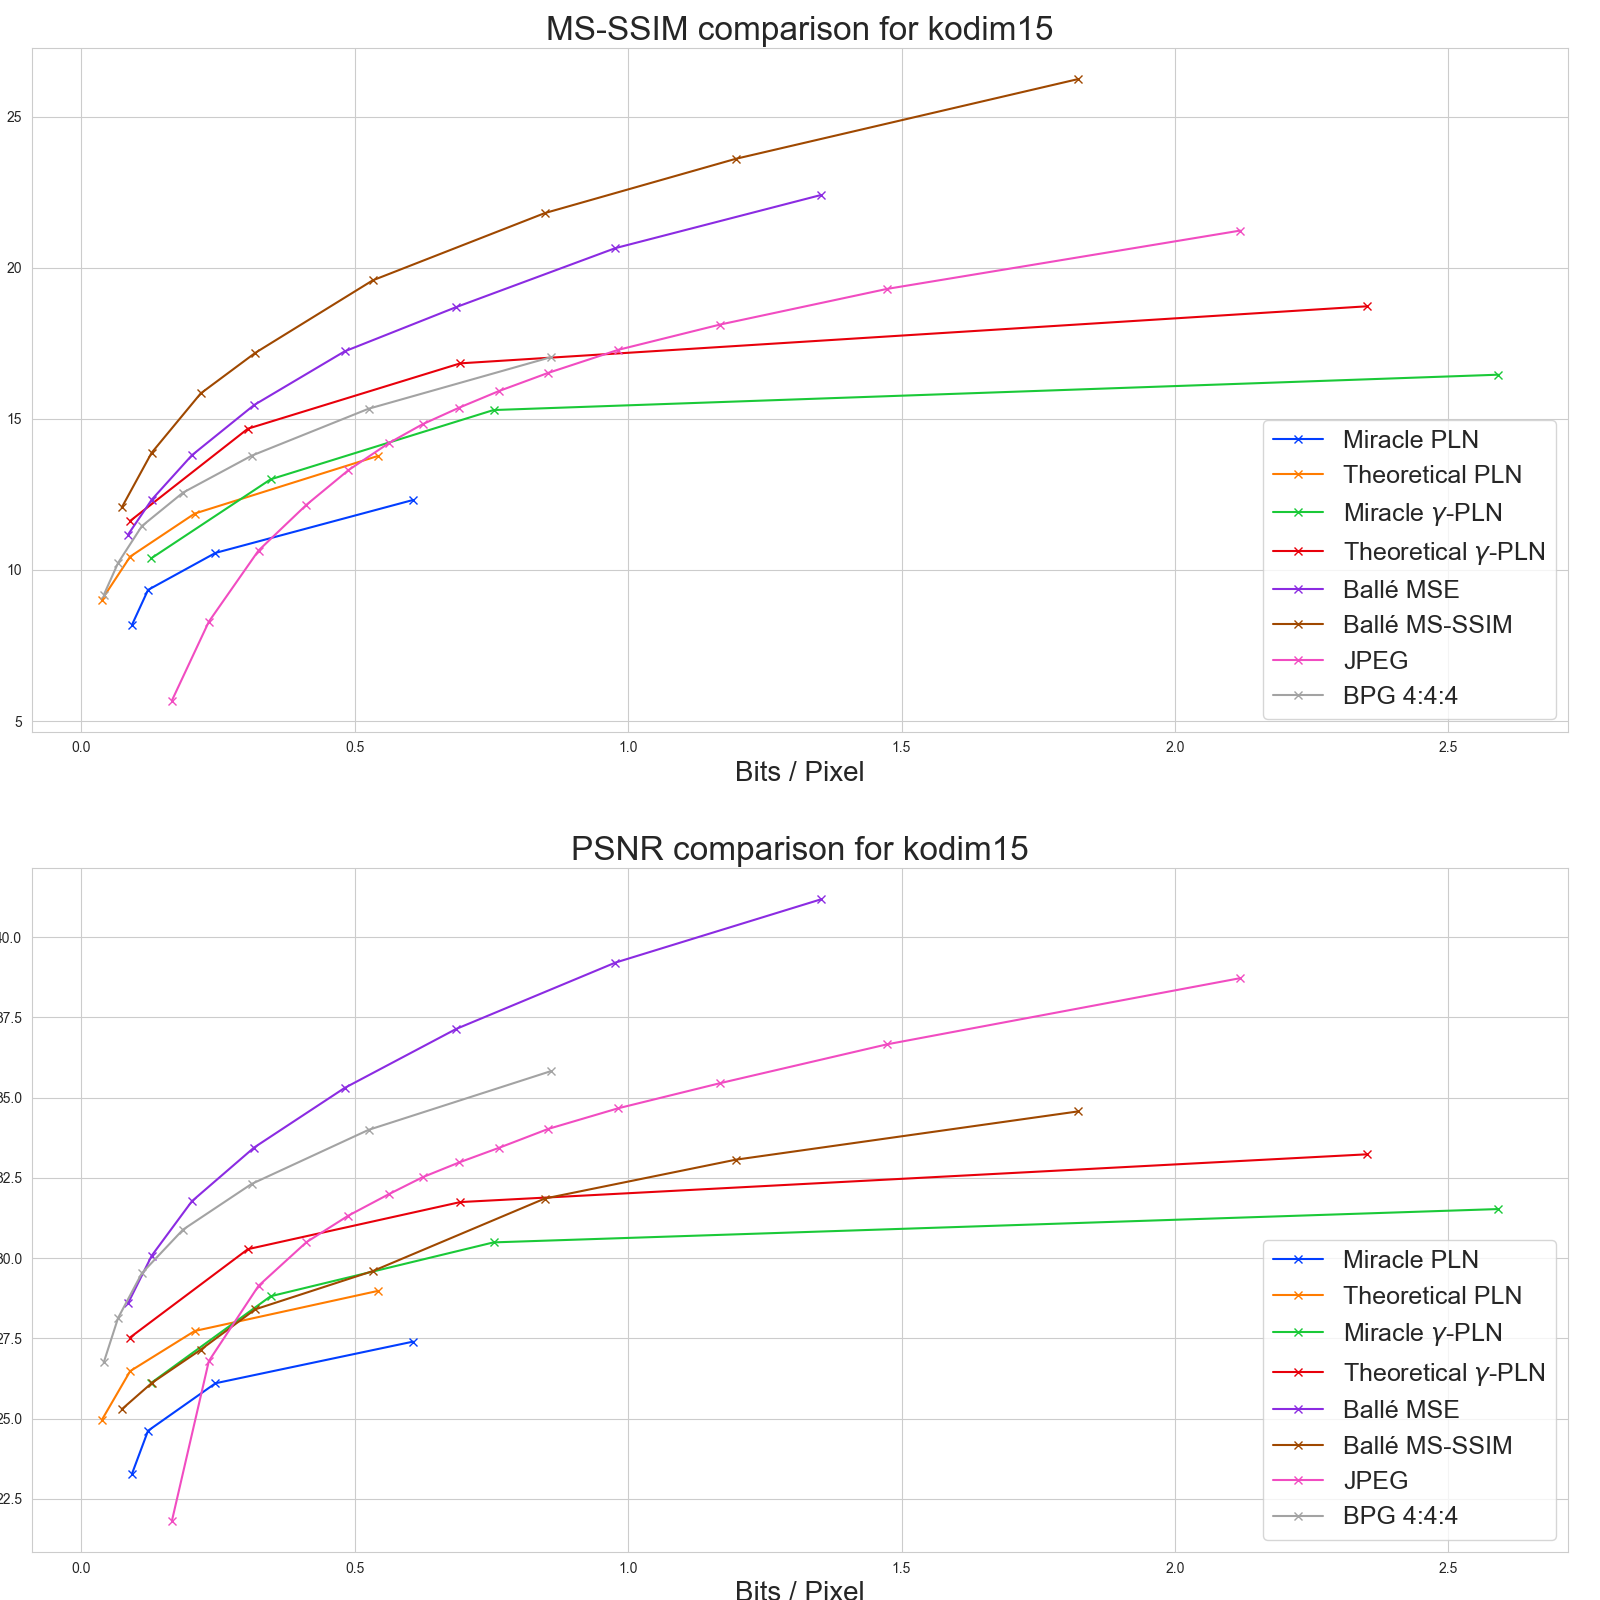 MS-SSIM comparison for kodim15
25
20
15
10
5
Miracle PLN
Theoretical PLN
Miracle γ-PLN
Theoretical γ-PLN
Ballé MSE
Ballé MS-SSIM
JPEG
BPG 4:4:4
0.0 0.5 1.0 1.5 2.0 2.5
Bits / Pixel
PSNR comparison for kodim15
40.0
37.5
35.0
32.5
30.0
27.5
25.0
22.5
Miracle PLN
Theoretical PLN
Miracle γ-PLN
Theoretical γ-PLN
Ballé MSE
Ballé MS-SSIM
JPEG
BPG 4:4:4
0.0 0.5 1.0 1.5 2.0 2.5
Bits / Pixel